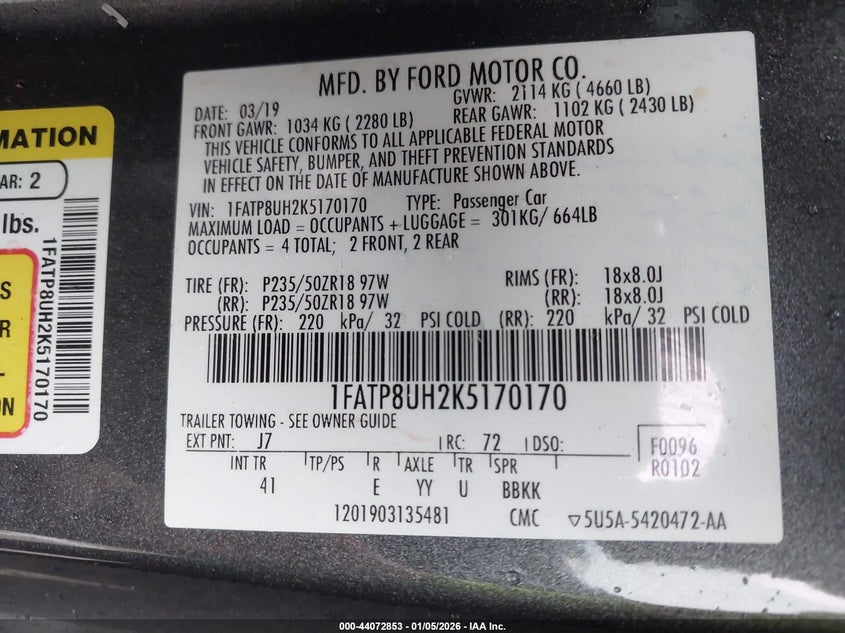 MATION
AR: 2
lbs.
S
R
L
ON
1FATP8UH2K5170170
MFD. BY FORD MOTOR CO.
DATE: 03/19 GVWR: 2114 KG ( 4660 LB)
FRONT GAWR: 1034 KG ( 2280 LB) REAR GAWR: 1102 KG ( 2430 LB)
THIS VEHICLE CONFORMS TO ALL APPLICABLE FEDERAL MOTOR
VEHICLE SAFETY, BUMPER, AND THEFT PREVENTION STANDARDS
IN EFFECT ON THE DATE OF MANUFACTURE SHOWN ABOVE.
VIN: 1FATP8UH2K5170170 TYPE: Passenger Car
MAXIMUM LOAD = OCCUPANTS + LUGGAGE = 301KG/ 664LB
OCCUPANTS = 4 TOTAL; 2 FRONT, 2 REAR
TIRE (FR): P235/50ZR18 97W RIMS (FR): 18x8.0J
(RR): P235/50ZR18 97W (RR): 18x8.0J
PRESSURE (FR): 220 kPa/ 32 PSI COLD (RR): 220 kPa/ 32 PSI COLD
1FATP8UH2K5170170
TRAILER TOWING - SEE OWNER GUIDE
EXT PNT: J7 RC: 72 DSO: F0096
R0102
INT TR TP/PS R AXLE TR SPR
41 E YY U BBKK
1201903135481 CMC 5U5A-5420472-AA
000-44072853 - 01/05/2026 - IAA Inc.